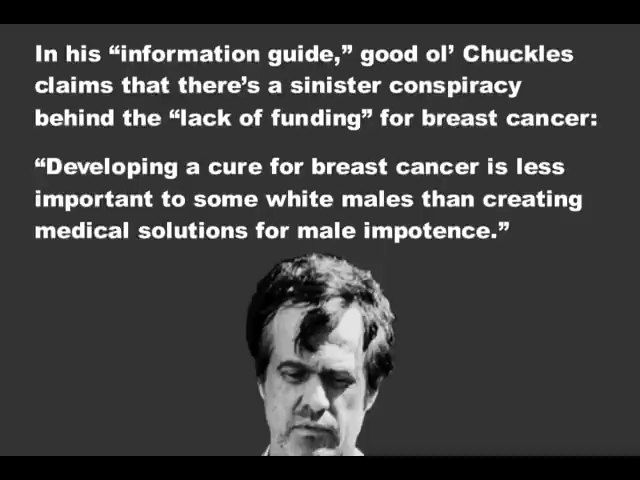 In his “information guide,” good ol’ Chuckles
claims that there’s a sinister conspiracy
behind the “lack of funding” for breast cancer:
“Developing a cure for breast cancer is less
important to some white males than creating
medical solutions for male impotence.”